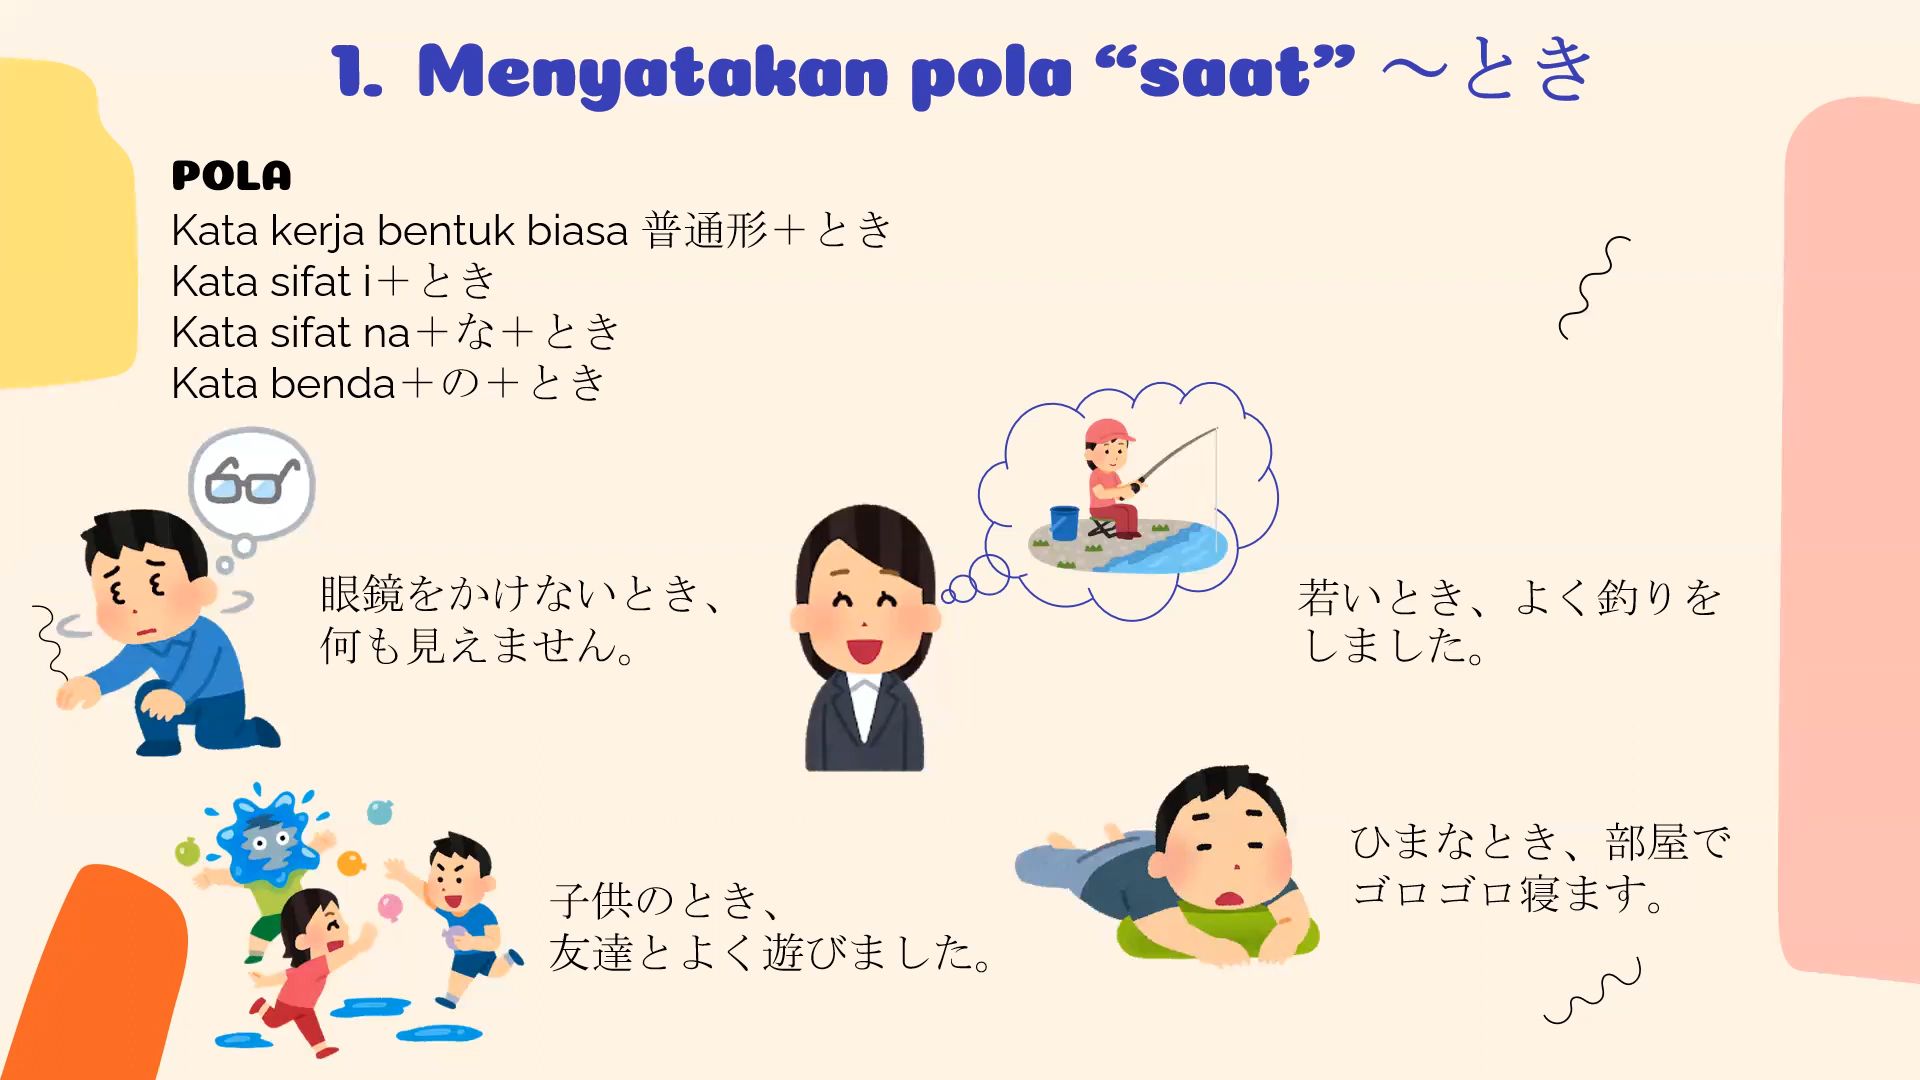 1. Menyatakan pola “saat” ～とき
POLA
Kata kerja bentuk biasa 普通形＋とき
Kata sifat i＋とき
Kata sifat na＋な＋とき
Kata benda＋の＋とき
眼鏡をかけないとき、
何も見えません。
若いとき、よく釣りを
しました。
子供のとき、
友達とよく遊びました。
ひまなとき、部屋で
ゴロゴロ寝ます。